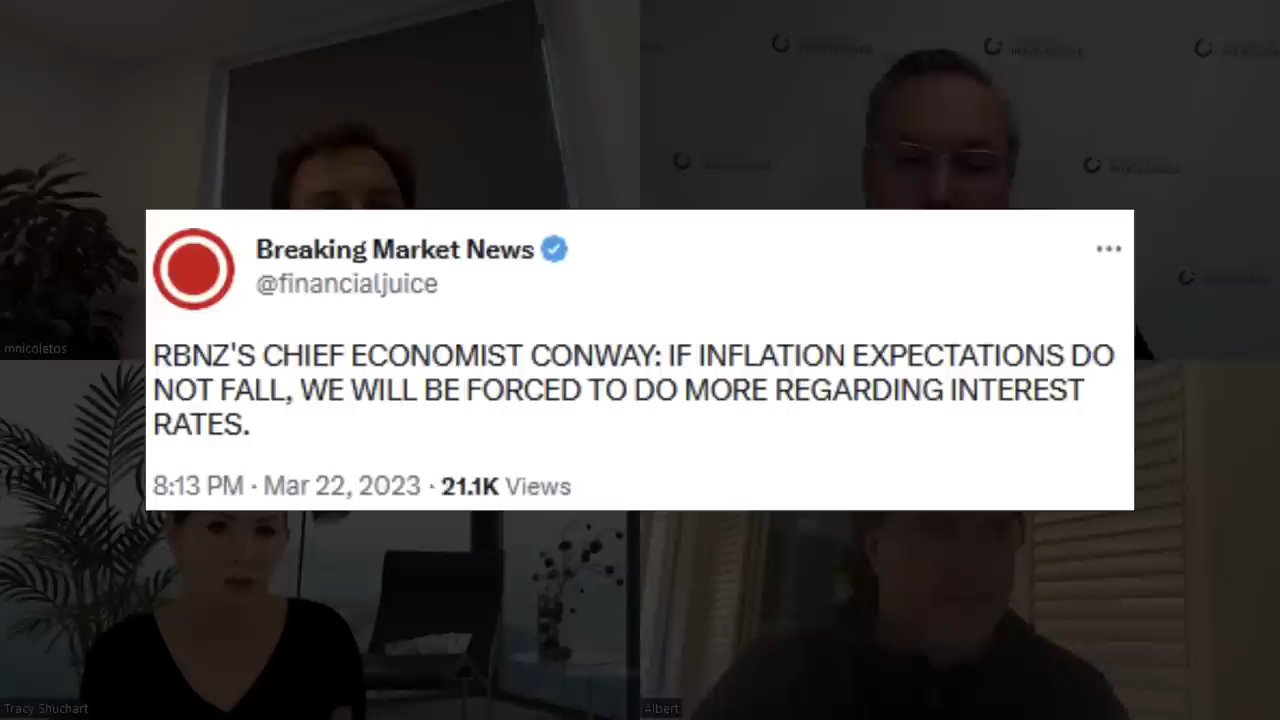 Breaking Market News
@financialjuice
RBNZ'S CHIEF ECONOMIST CONWAY: IF INFLATION EXPECTATIONS DO
NOT FALL, WE WILL BE FORCED TO DO MORE REGARDING INTEREST
RATES.
8:13 PM · Mar 22, 2023 · 21.1K Views
mnicoletos
Tracy Shuchart
Albert